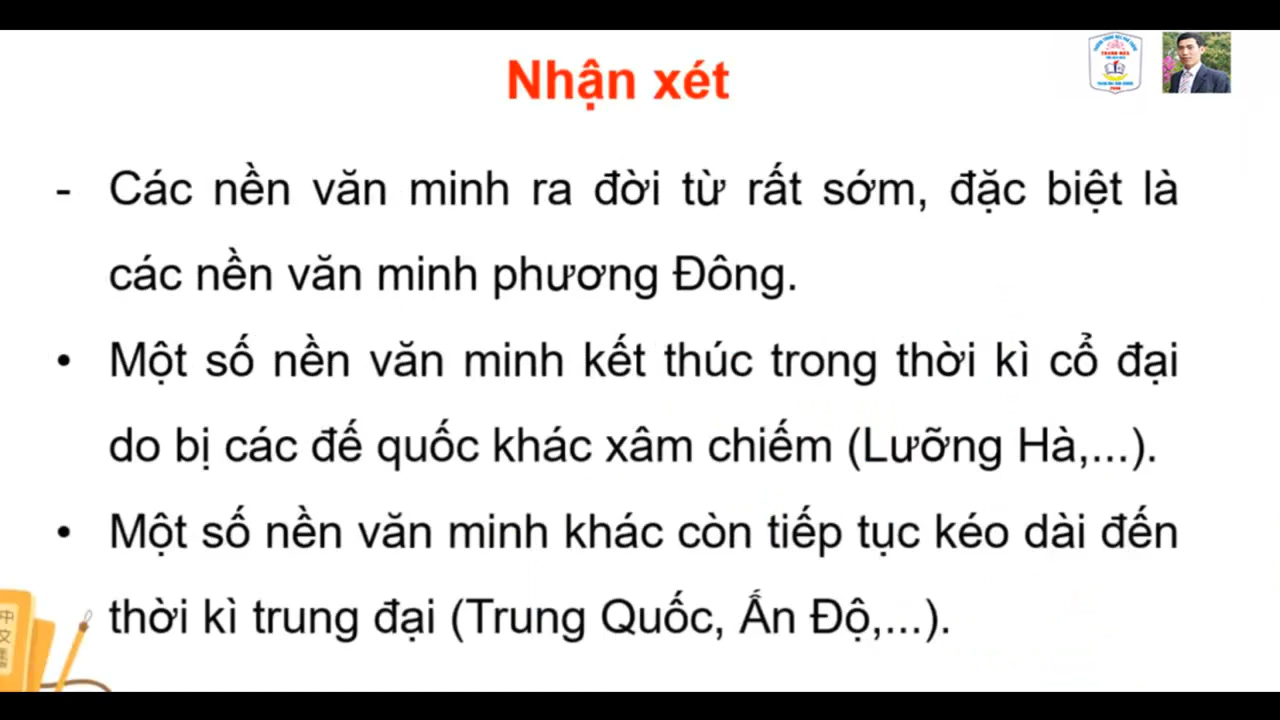 Nhận xét
- Các nền văn minh ra đời từ rất sớm, đặc biệt là
các nền văn minh phương Đông.
• Một số nền văn minh kết thúc trong thời kì cổ đại
do bị các đế quốc khác xâm chiếm (Lưỡng Hà,...).
• Một số nền văn minh khác còn tiếp tục kéo dài đến
thời kì trung đại (Trung Quốc, Ấn Độ,...).
中
文